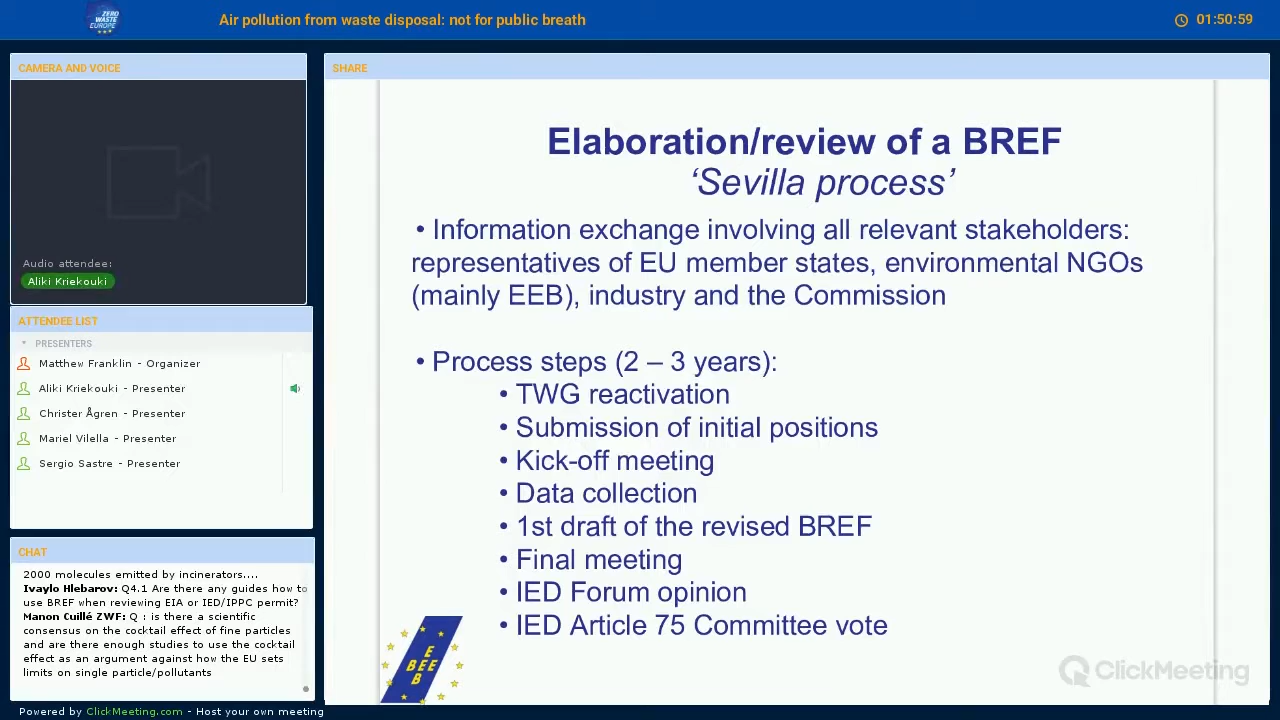 ZERO WASTE EUROPE
Air pollution from waste disposal: not for public breath
01:50:59
CAMERA AND VOICE
Audio attendee:
Aliki Kriekouki
ATTENDEE LIST
PRESENTERS
Matthew Franklin - Organizer
Aliki Kriekouki - Presenter
Christer Ågren - Presenter
Mariel Vilella - Presenter
Sergio Sastre - Presenter
CHAT
2000 molecules emitted by incinerators....
Ivaylo Hlebarov: Q4.1 Are there any guides how to
use BREF when reviewing EIA or IED/IPPC permit?
Manon Cuillé ZWF: Q : is there a scientific
consensus on the cocktail effect of fine particles
and are there enough studies to use the cocktail
effect as an argument against how the EU sets
limits on single particle/pollutants
SHARE
Elaboration/review of a BREF
‘Sevilla process’
• Information exchange involving all relevant stakeholders:
representatives of EU member states, environmental NGOs
(mainly EEB), industry and the Commission
• Process steps (2 – 3 years):
• TWG reactivation
• Submission of initial positions
• Kick-off meeting
• Data collection
• 1st draft of the revised BREF
• Final meeting
• IED Forum opinion
• IED Article 75 Committee vote
E
BEE
B
ClickMeeting
Powered by ClickMeeting.com - Host your own meeting